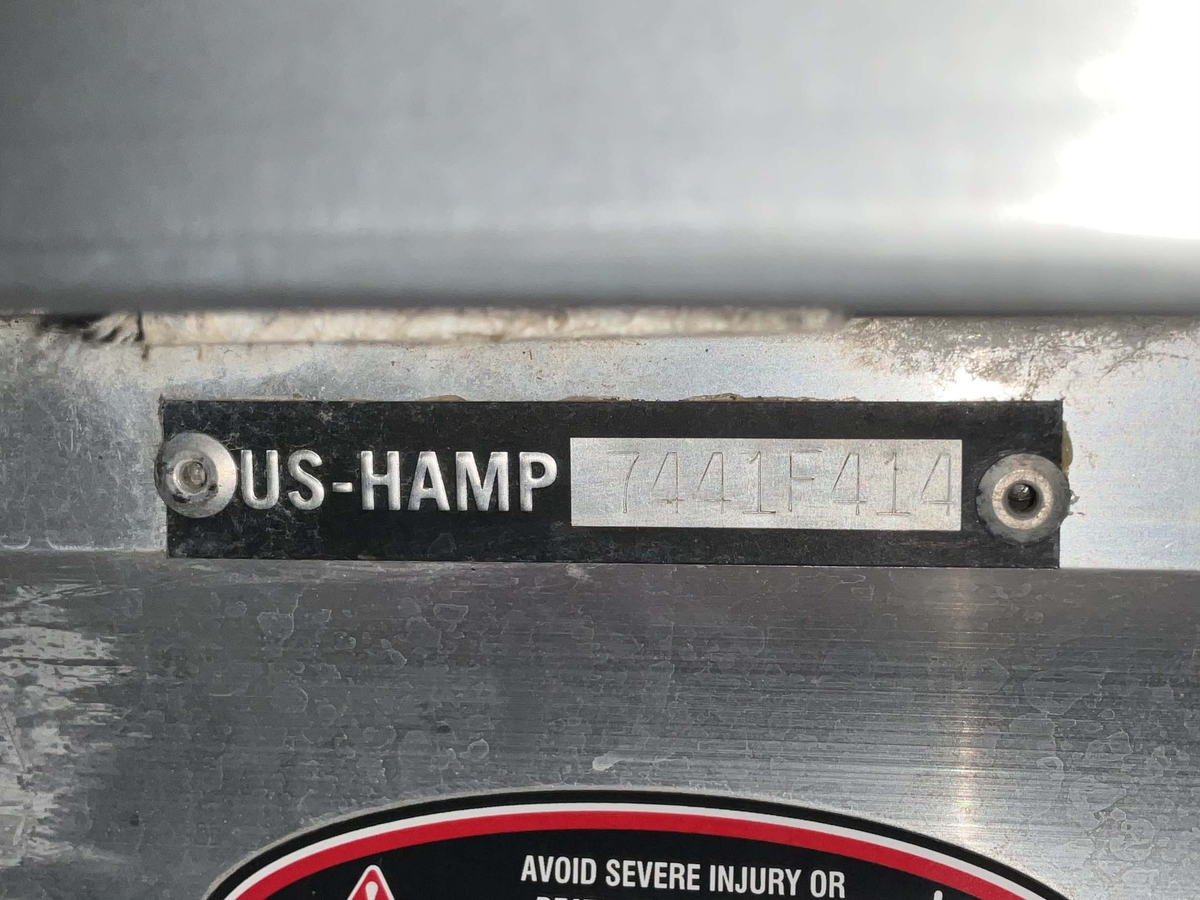 US-HAMP 7441F414
AVOID SEVERE INJURY OR